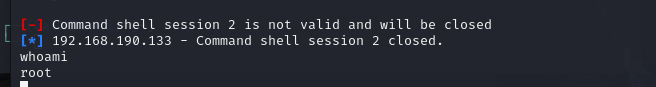 [-] Command shell session 2 is not valid and will be closed
[*] 192.168.190.133 - Command shell session 2 closed.
whoami
root